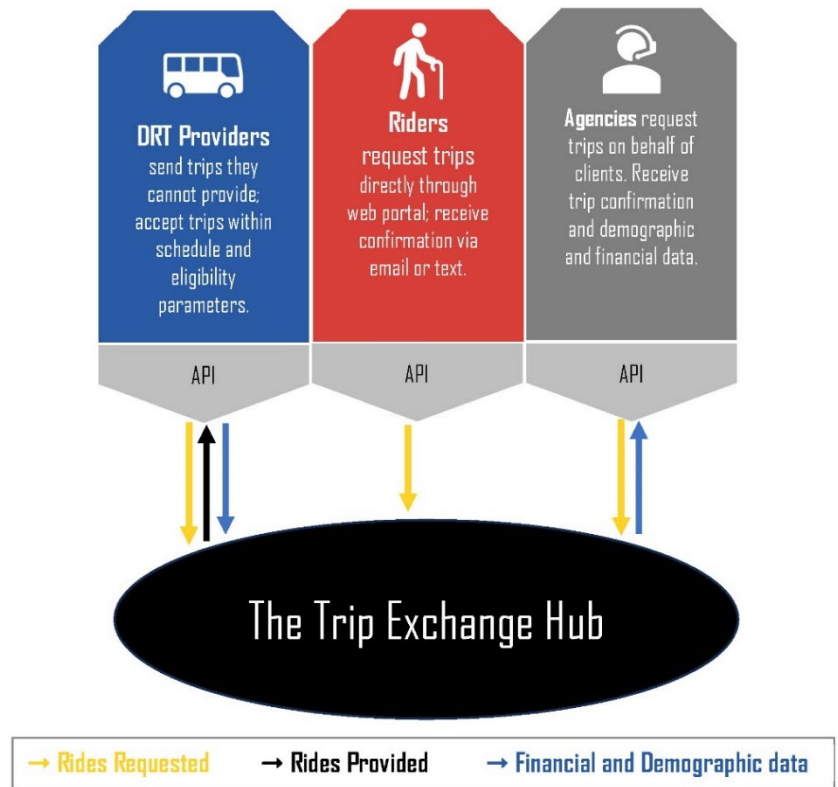 DRT Providers
send trips they
cannot provide;
accept trips within
schedule and
eligibility
parameters.
Riders
request trips
directly through
web portal; receive
confirmation via
email or text.
Agencies request
trips on behalf of
clients. Receive
trip confirmation
and demographic
and financial data.
API
API
API
The Trip Exchange Hub
→ Rides Requested
→ Rides Provided
→ Financial and Demographic data